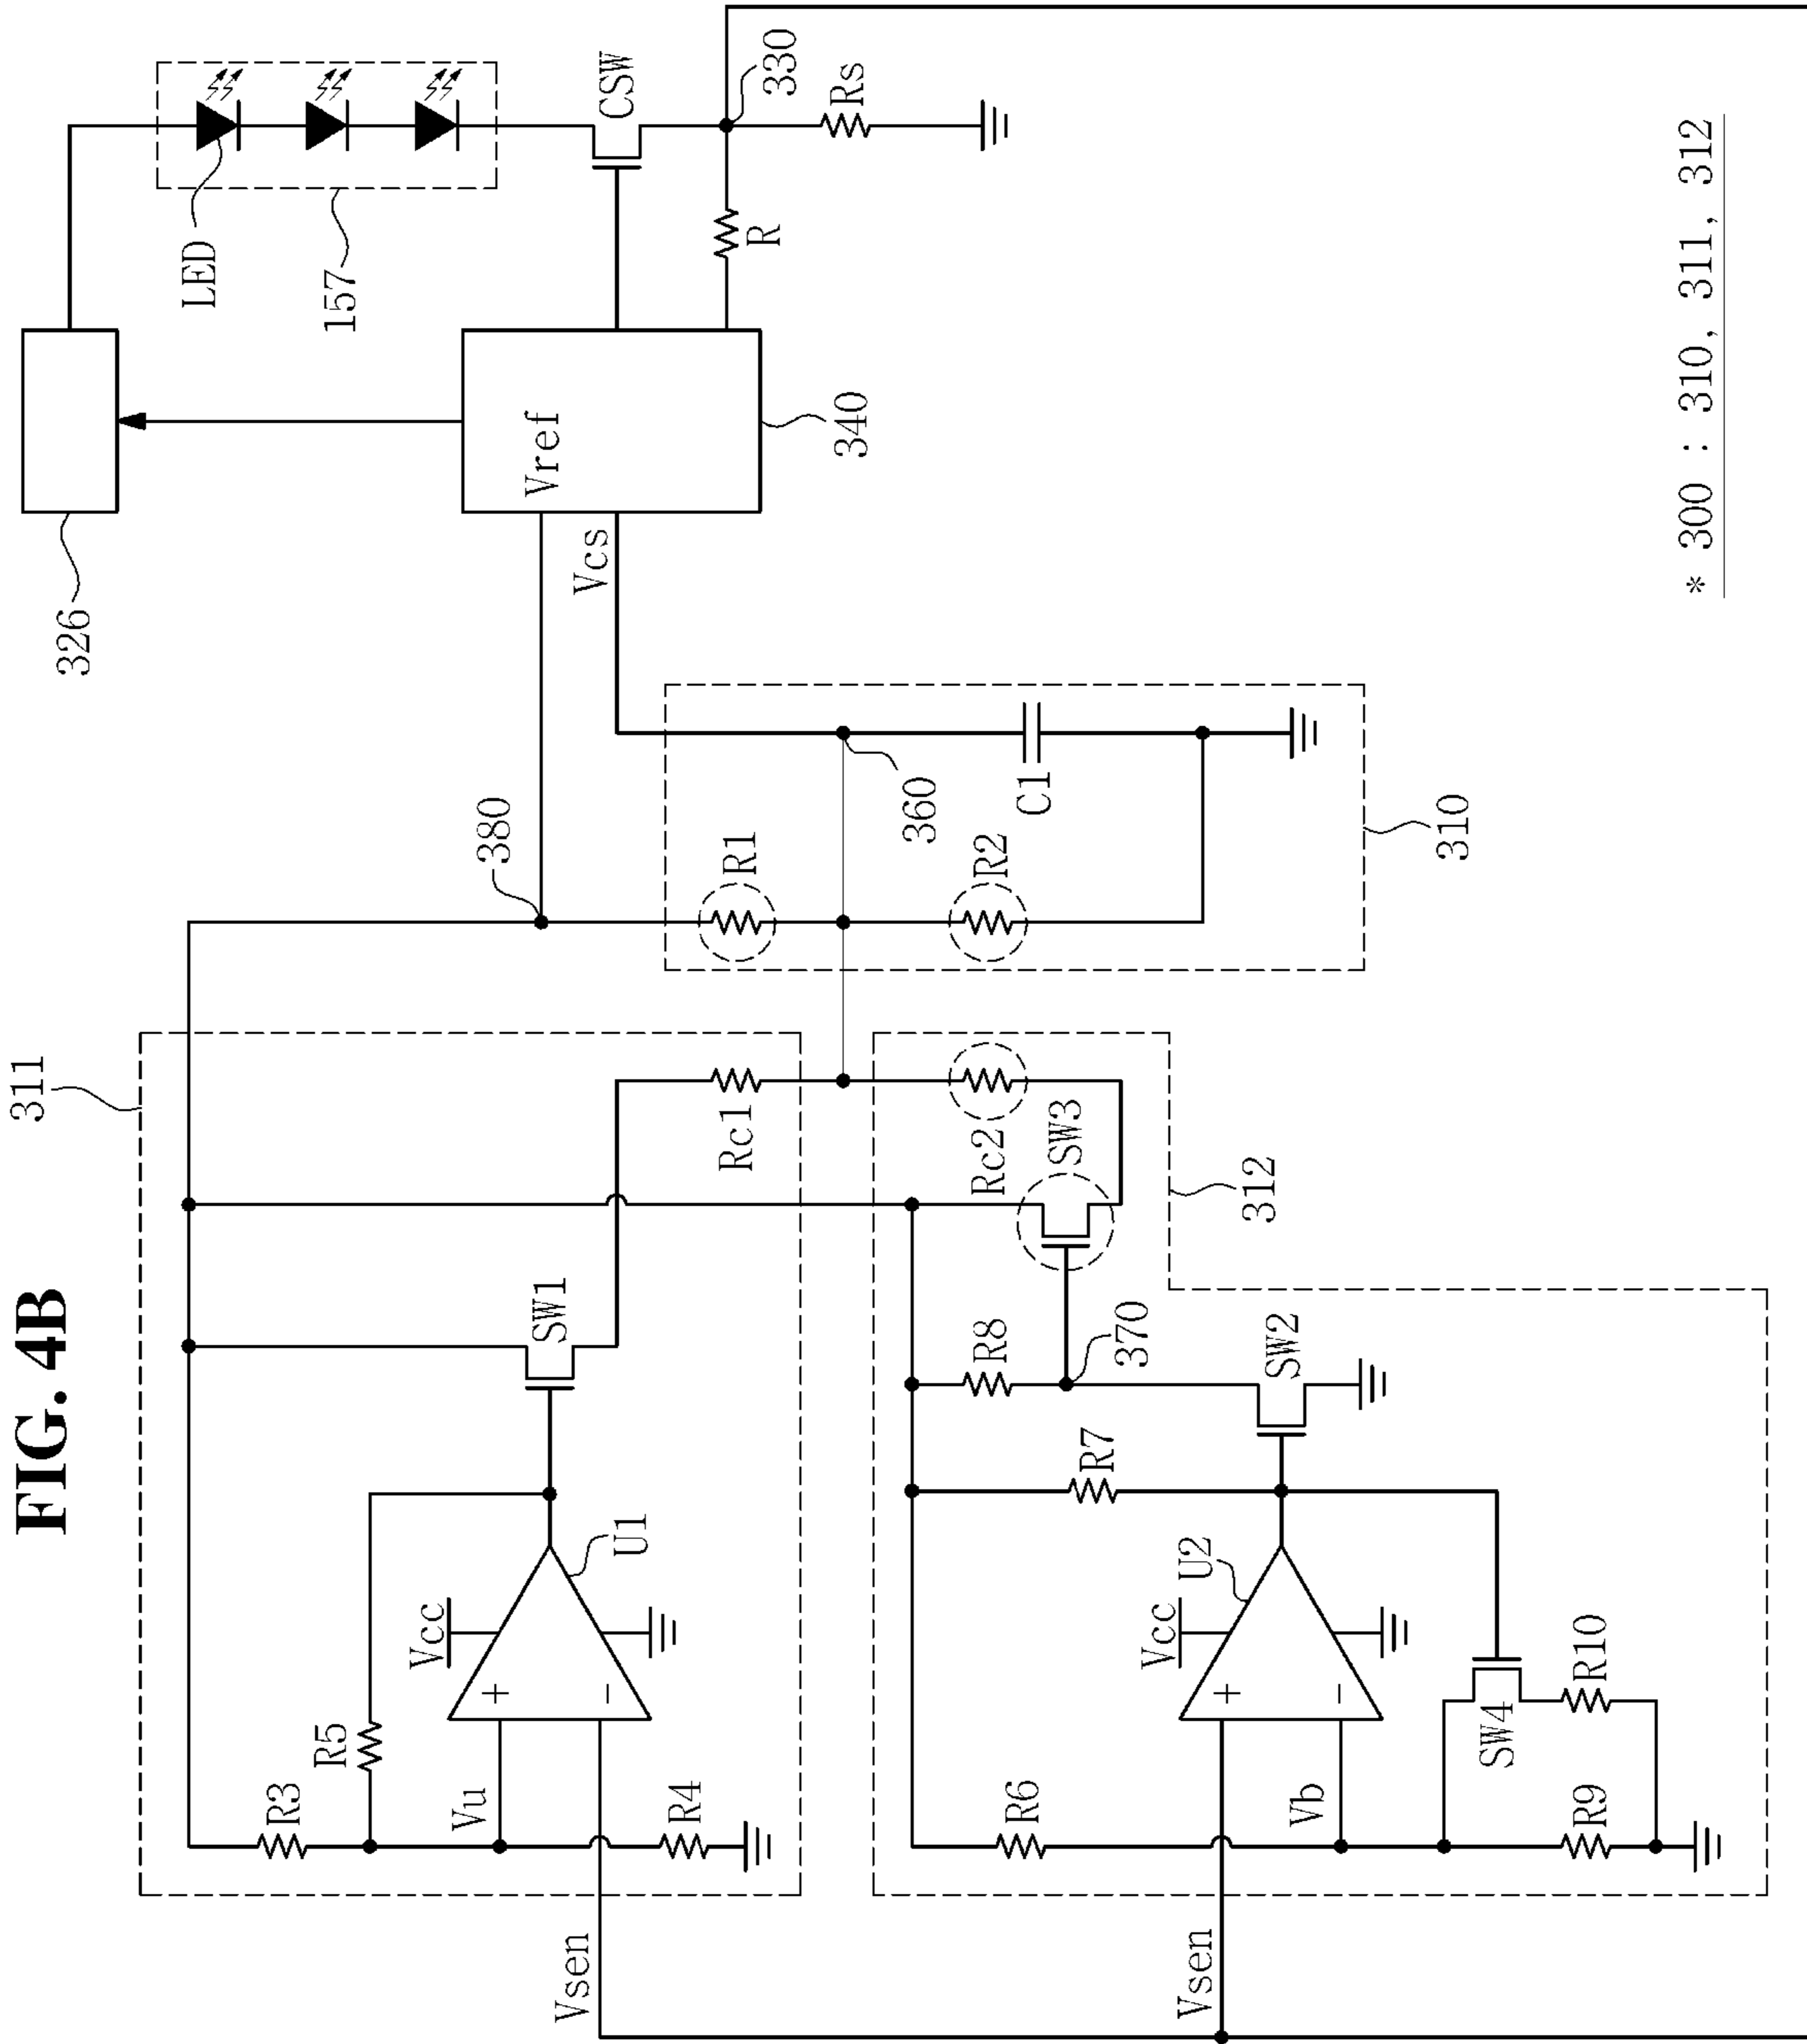 FIG. 4B
311
326
LED
157
Vref
340
CSW
330
Rs
R
Vcs
380
R1
360
R2
C1
310
R3
R5
Vcc
Vu
+
−
U1
SW1
Rc1
R4
Vsen
R6
R7
R8
370
Rc2
SW3
312
Vcc
U2
+
−
Vb
SW2
SW4
R10
R9
Vsen
* 300 : 310, 311, 312